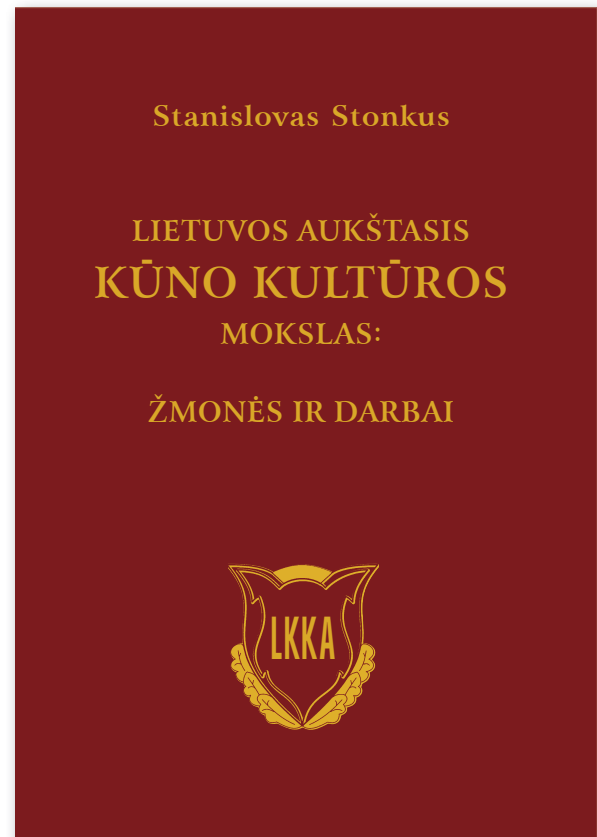 Stanislovas Stonkus
LIETUVOS AUKŠTASIS
KŪNO KULTŪROS
MOKSLAS:
ŽMONĖS IR DARBAI
LKKA